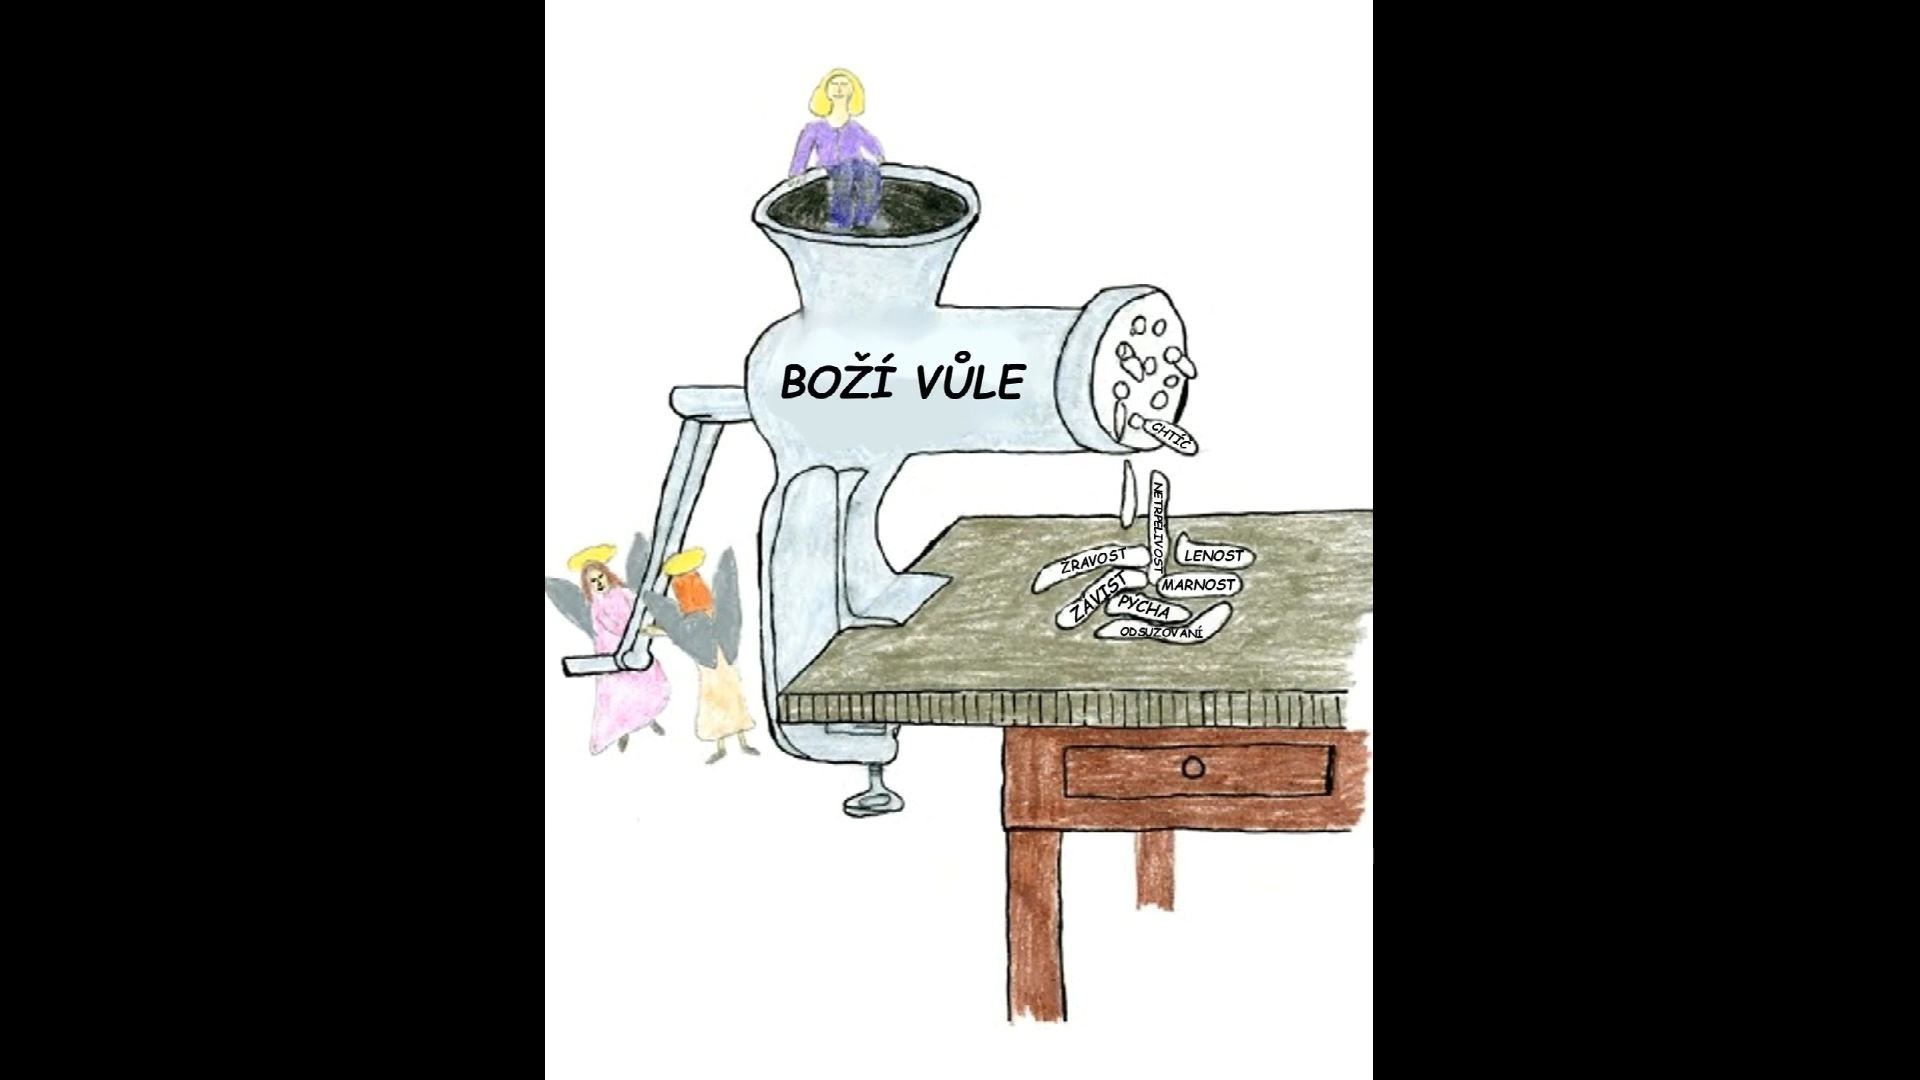 BOŽÍ VŮLE
CHTÍČ
NETRPĚLIVOST
ŽRAVOST
LENOST
ZÁVIST
MARNOST
PÝCHA
ODSUZOVÁNÍ